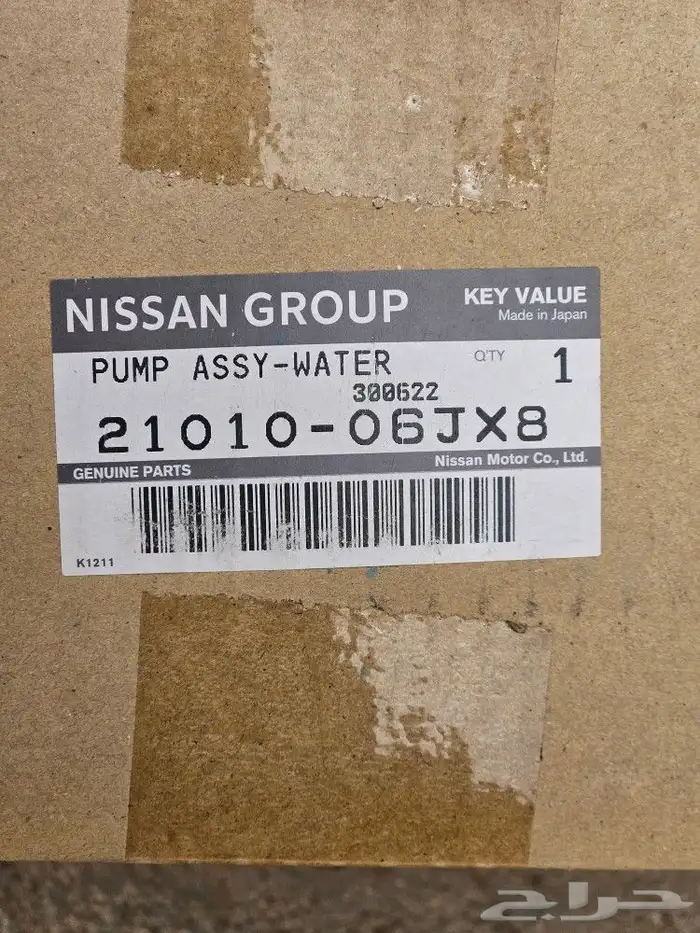 NISSAN GROUP
KEY VALUE
Made in Japan
PUMP ASSY-WATER
Q'TY 1
300622
21010-06JX8
GENUINE PARTS
Nissan Motor Co., Ltd.
K1211
حراج